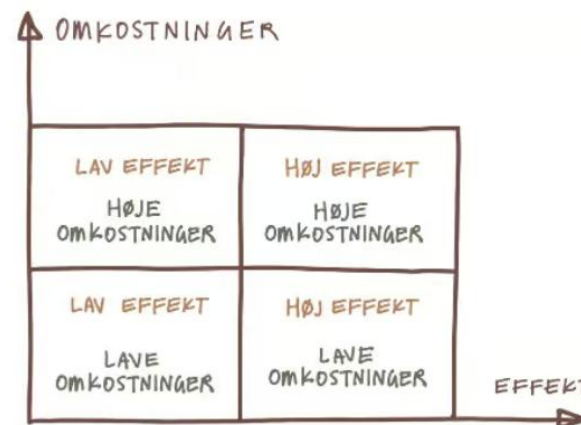 OMKOSTNINGER
LAV EFFEKT
HØJE
OMKOSTNINGER
HØJ EFFEKT
HØJE
OMKOSTNINGER
LAV EFFEKT
LAVE
OMKOSTNINGER
HØJ EFFEKT
LAVE
OMKOSTNINGER
EFFEKT